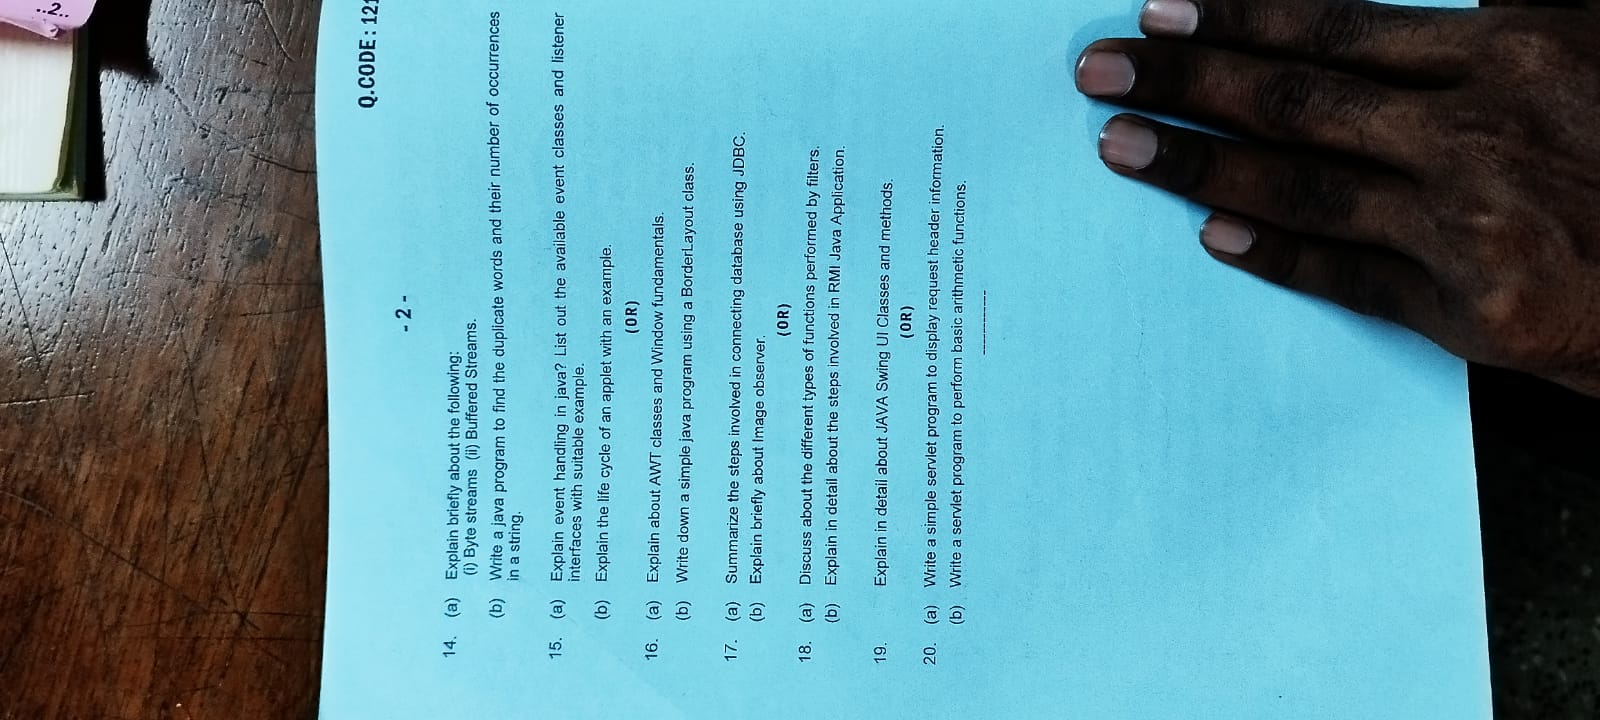 ..2..
Q.CODE : 121
- 2 -
14. (a) Explain briefly about the following:
(i) Byte streams (ii) Buffered Streams.
(b) Write a java program to find the duplicate words and their number of occurrences
in a string.
15. (a) Explain event handling in java? List out the available event classes and listener
interfaces with suitable example.
(b) Explain the life cycle of an applet with an example.
(OR)
16. (a) Explain about AWT classes and Window fundamentals.
(b) Write down a simple java program using a BorderLayout class.
17. (a) Summarize the steps involved in connecting database using JDBC.
(b) Explain briefly about Image observer.
(OR)
18. (a) Discuss about the different types of functions performed by filters.
(b) Explain in detail about the steps involved in RMI Java Application.
19. Explain in detail about JAVA Swing UI Classes and methods.
(OR)
20. (a) Write a simple servlet program to display request header information.
(b) Write a servlet program to perform basic arithmetic functions.
------------